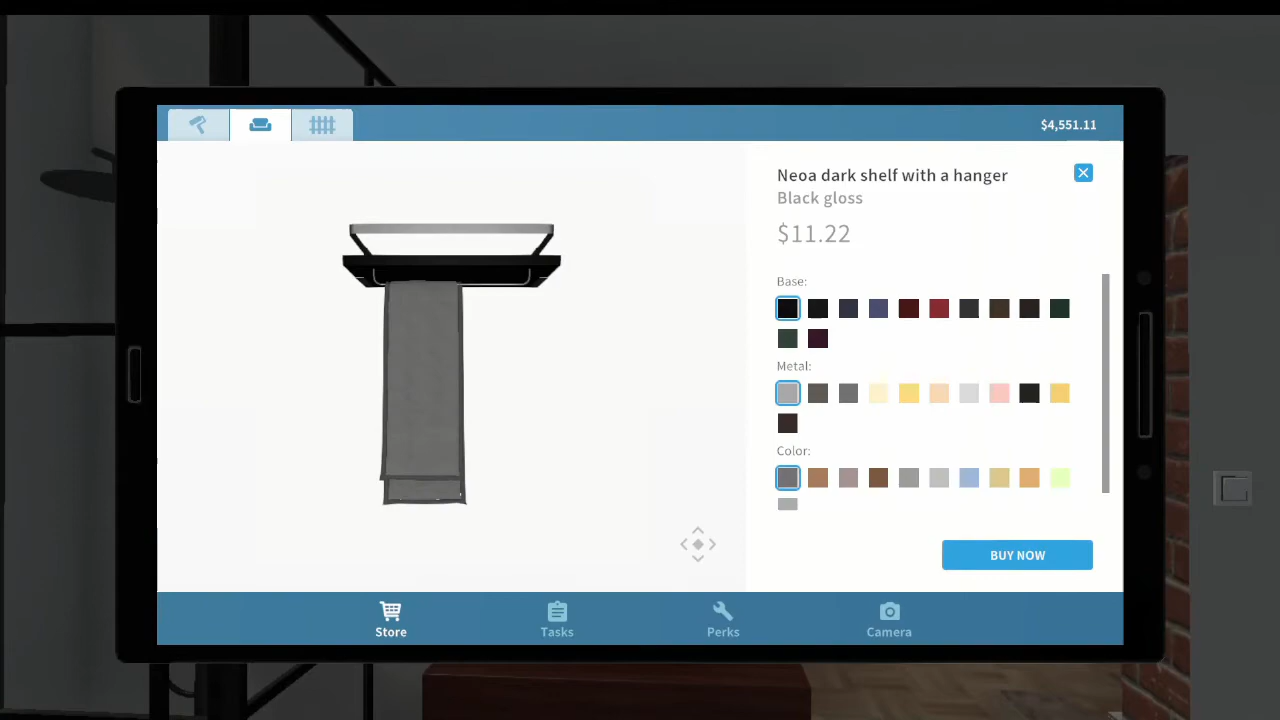 $4,551.11
Neoa dark shelf with a hanger
Black gloss
$11.22
Base:
Metal:
Color:
BUY NOW
Store
Tasks
Perks
Camera